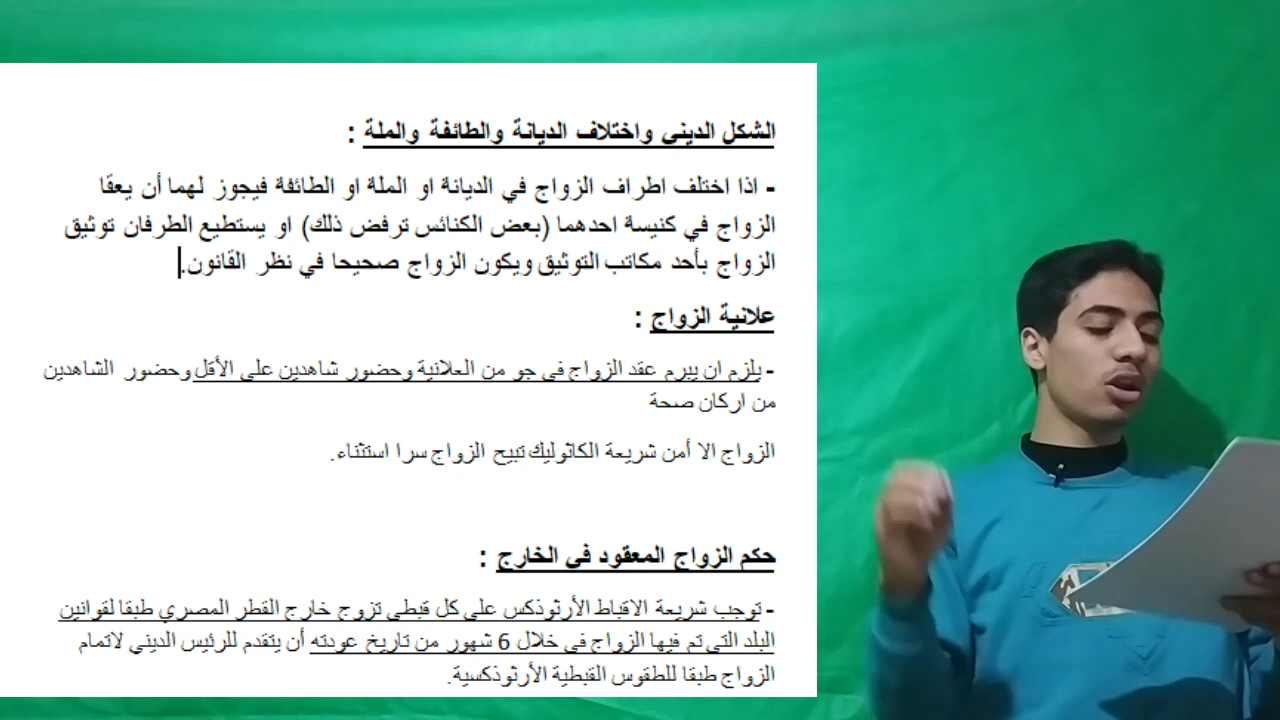 الشكل الديني واختلاف الديانة والطائفة والملة :
- اذا اختلف اطراف الزواج في الديانة او الملة او الطائفة فيجوز لهما أن يعقا
الزواج في كنيسة احدهما (بعض الكنائس ترفض ذلك) او يستطيع الطرفان توثيق
الزواج بأحد مكاتب التوثيق ويكون الزواج صحيحا في نظر القانون.
علانية الزواج :
- يلزم ان يبرم عقد الزواج في جو من العلانية وحضور شاهدين على الأقل وحضور الشاهدين
من اركان صحة
الزواج الا أمن شريعة الكاثوليك تبيح الزواج سرا استثناء.
حكم الزواج المعقود في الخارج :
- توجب شريعة الاقباط الأرثوذكس على كل قبطي تزوج خارج القطر المصري طبقا لقوانين
البلد التي تم فيها الزواج في خلال 6 شهور من تاريخ عودته أن يتقدم للرئيس الديني لاتمام
الزواج طبقا للطقوس القبطية الأرثوذكسية.